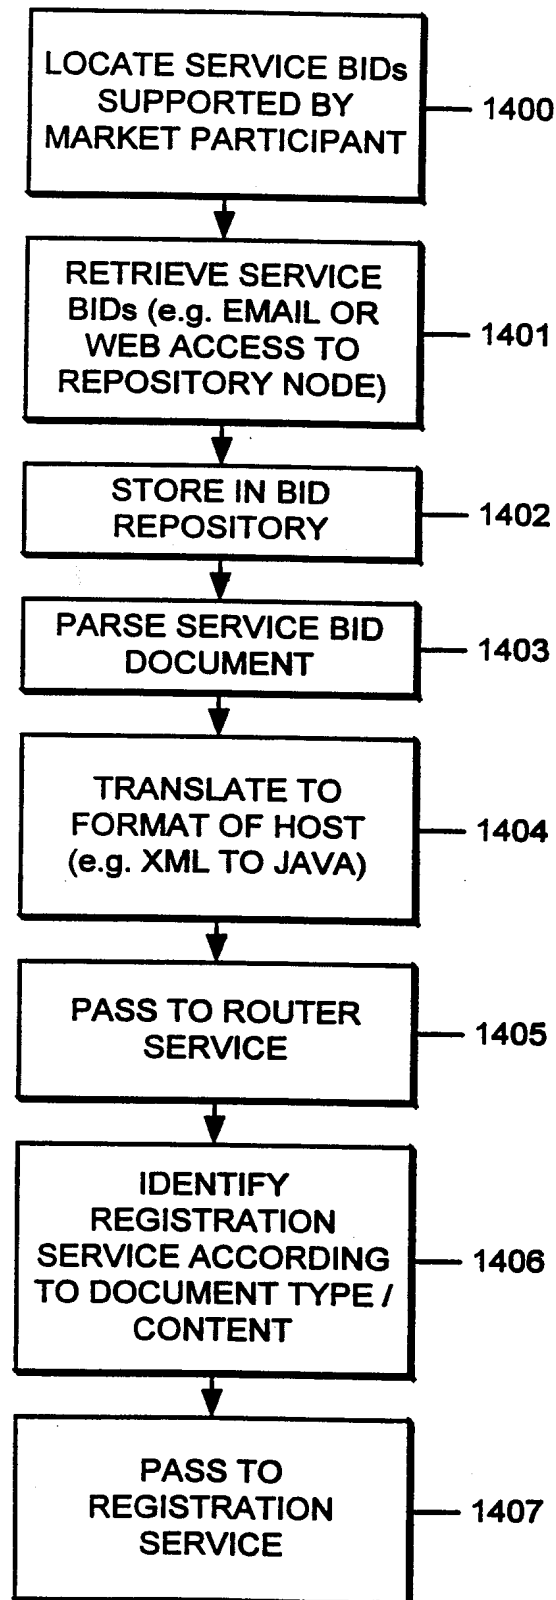 LOCATE SERVICE BIDs
SUPPORTED BY
MARKET PARTICIPANT
1400
RETRIEVE SERVICE
BIDs (e.g. EMAIL OR
WEB ACCESS TO
REPOSITORY NODE)
1401
STORE IN BID
REPOSITORY
1402
PARSE SERVICE BID
DOCUMENT
1403
TRANSLATE TO
FORMAT OF HOST
(e.g. XML TO JAVA)
1404
PASS TO ROUTER
SERVICE
1405
IDENTIFY
REGISTRATION
SERVICE ACCORDING
TO DOCUMENT TYPE /
CONTENT
1406
PASS TO
REGISTRATION
SERVICE
1407